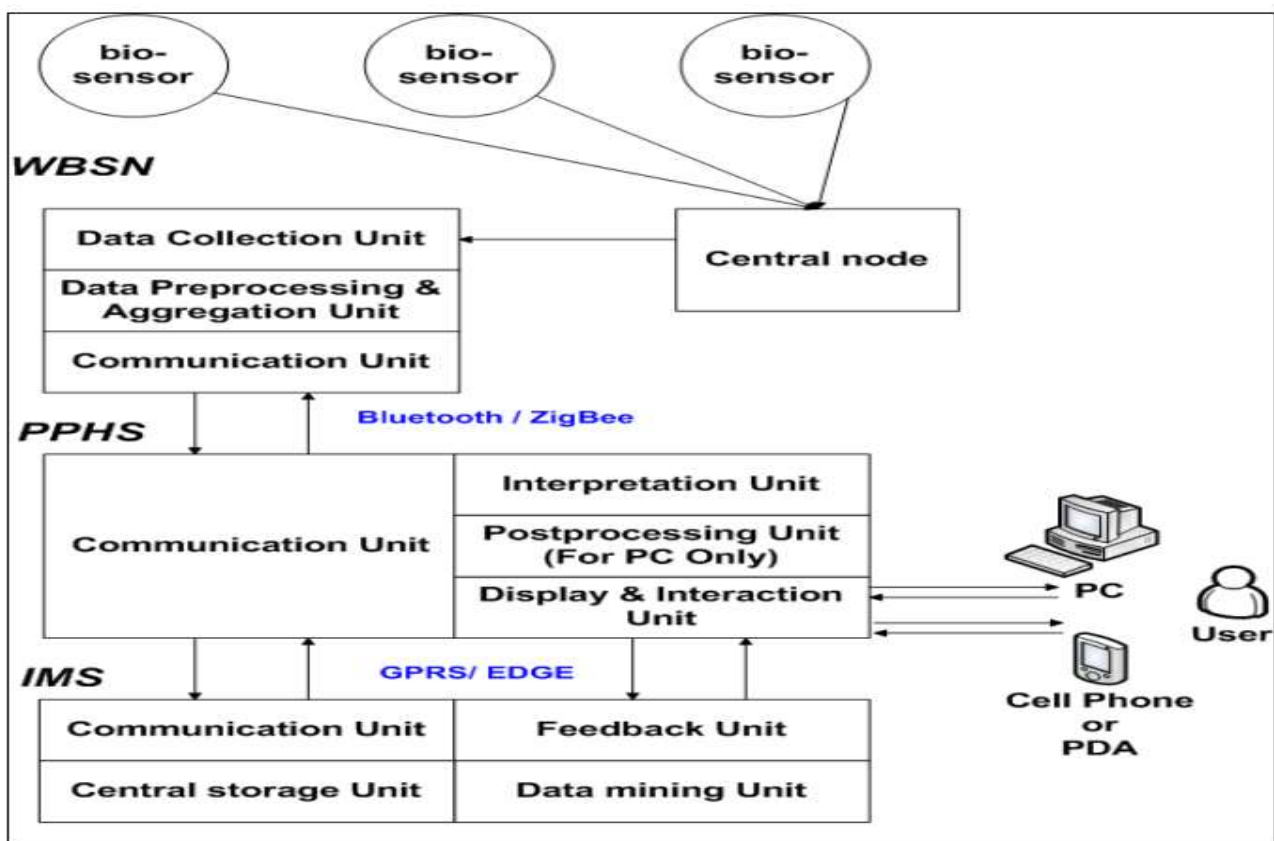 bio-
sensor
bio-
sensor
bio-
sensor
WBSN
Data Collection Unit
Data Preprocessing &
Aggregation Unit
Communication Unit
Central node
Bluetooth / ZigBee
PPHS
Communication Unit
Interpretation Unit
Postprocessing Unit
(For PC Only)
Display & Interaction
Unit
PC
User
Cell Phone
or
PDA
IMS
GPRS/ EDGE
Communication Unit
Feedback Unit
Central storage Unit
Data mining Unit